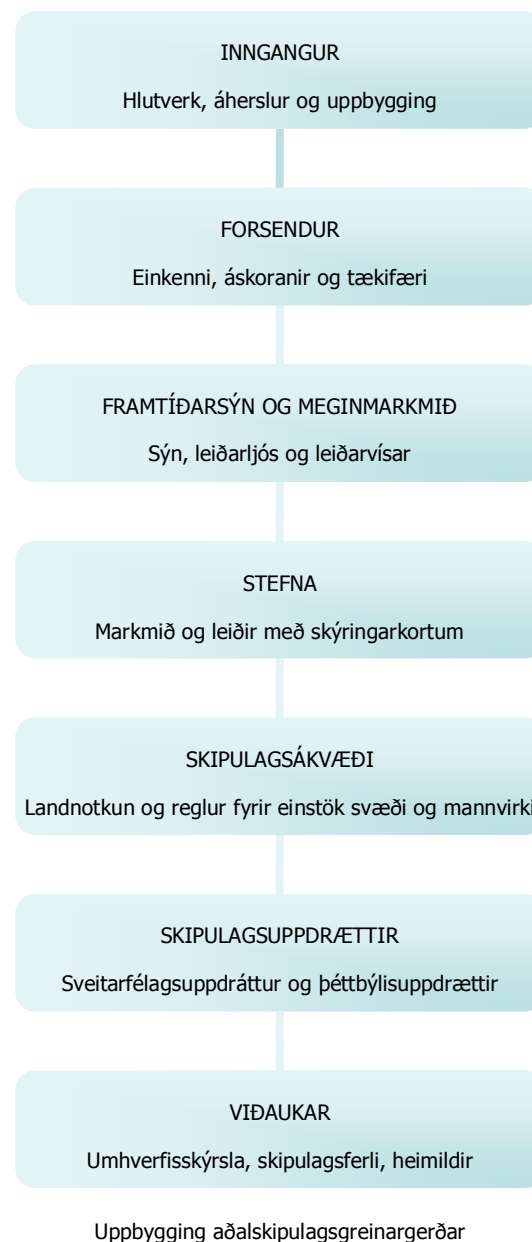 INNGANGUR
Hlutverk, áherslur og uppbygging
FORSENDUR
Einkenni, áskoranir og tækifæri
FRAMTÍÐARSÝN OG MEGINMARKMIÐ
Sýn, leiðarljós og leiðarvísar
STEFNA
Markmið og leiðir með skýringarkortum
SKIPULAGSÁKVÆÐI
Landnotkun og reglur fyrir einstök svæði og mannvirki
SKIPULAGSUPPDRÆTTIR
Sveitarfélagsuppdráttur og þéttbýlisuppdrættir
VIÐAUKAR
Umhverfisskýrsla, skipulagsferli, heimildir
Uppbygging aðalskipulagsgreinargerðar